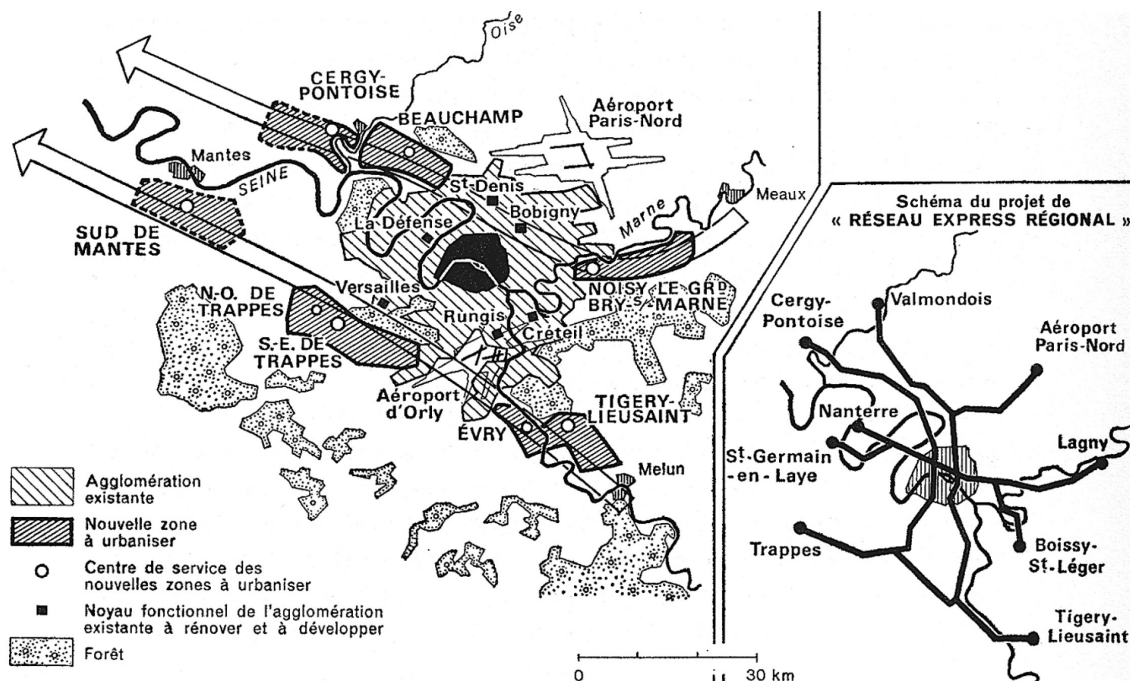 Oise
CERGY-
PONTOISE
BEAUCHAMP
Aéroport
Paris-Nord
Mantes
SEINE
St-Denis
Bobigny
La Défense
Marne
Meaux
SUD DE
MANTES
Versailles
N.-O. DE
TRAPPES
S.-E. DE
TRAPPES
Rungis
Créteil
NOISY LE GRD
BRY-S-MARNE
Aéroport
d'Orly
ÉVRY
TIGERY-
LIEUSAINT
Melun
Agglomération
existante
Nouvelle zone
à urbaniser
Centre de service des
nouvelles zones à urbaniser
Noyau fonctionnel de l'agglomération
existante à rénover et à développer
Forêt
0 30 km
Schéma du projet de
« RÉSEAU EXPRESS RÉGIONAL »
Valmondois
Cergy-
Pontoise
Aéroport
Paris-Nord
Nanterre
St-Germain
-en-Laye
Lagny
Trappes
Boissy-
St-Léger
Tigery-
Lieusaint